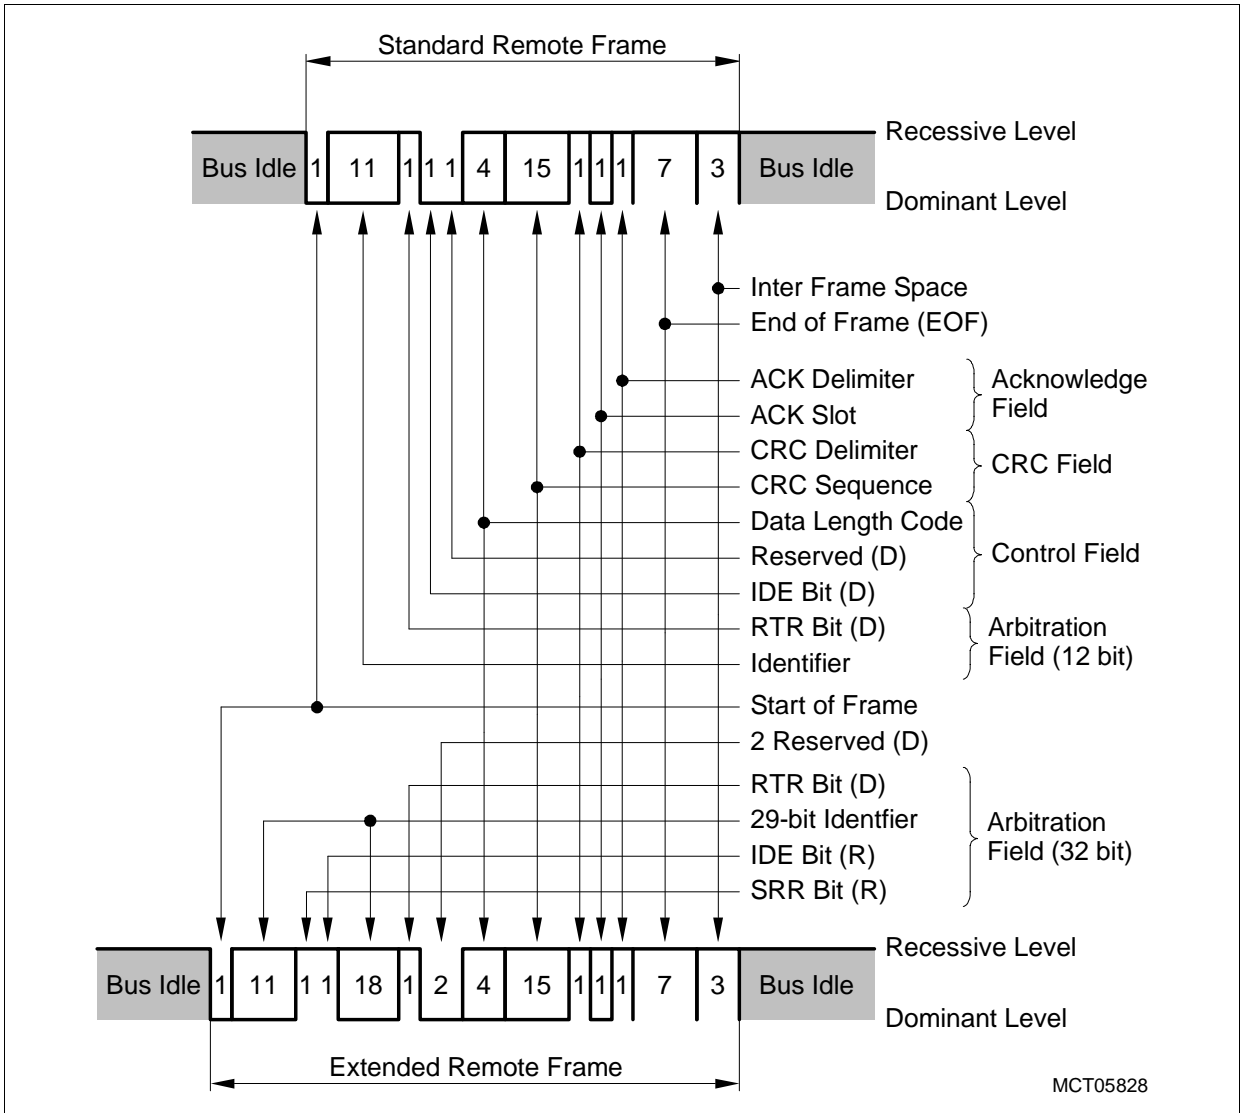 Standard Remote Frame
Recessive Level
Bus Idle 1 11 1 1 1 4 15 1 1 1 7 3 Bus Idle
Dominant Level
Inter Frame Space
End of Frame (EOF)
ACK Delimiter
ACK Slot
Acknowledge
Field
CRC Delimiter
CRC Sequence
CRC Field
Data Length Code
Reserved (D)
IDE Bit (D)
Control Field
RTR Bit (D)
Identifier
Arbitration
Field (12 bit)
Start of Frame
2 Reserved (D)
RTR Bit (D)
29-bit Identfier
IDE Bit (R)
SRR Bit (R)
Arbitration
Field (32 bit)
Recessive Level
Bus Idle 1 11 1 1 18 1 2 4 15 1 1 1 7 3 Bus Idle
Dominant Level
Extended Remote Frame
MCT05828